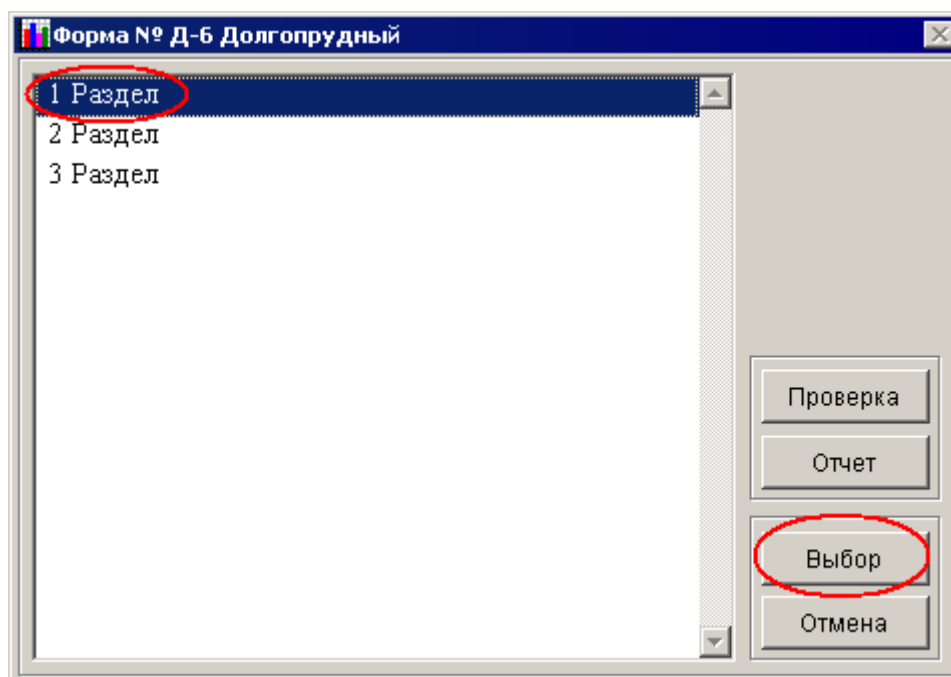 Форма № Д-6 Долгопрудный
1 Раздел
2 Раздел
3 Раздел
Проверка
Отчет
Выбор
Отмена